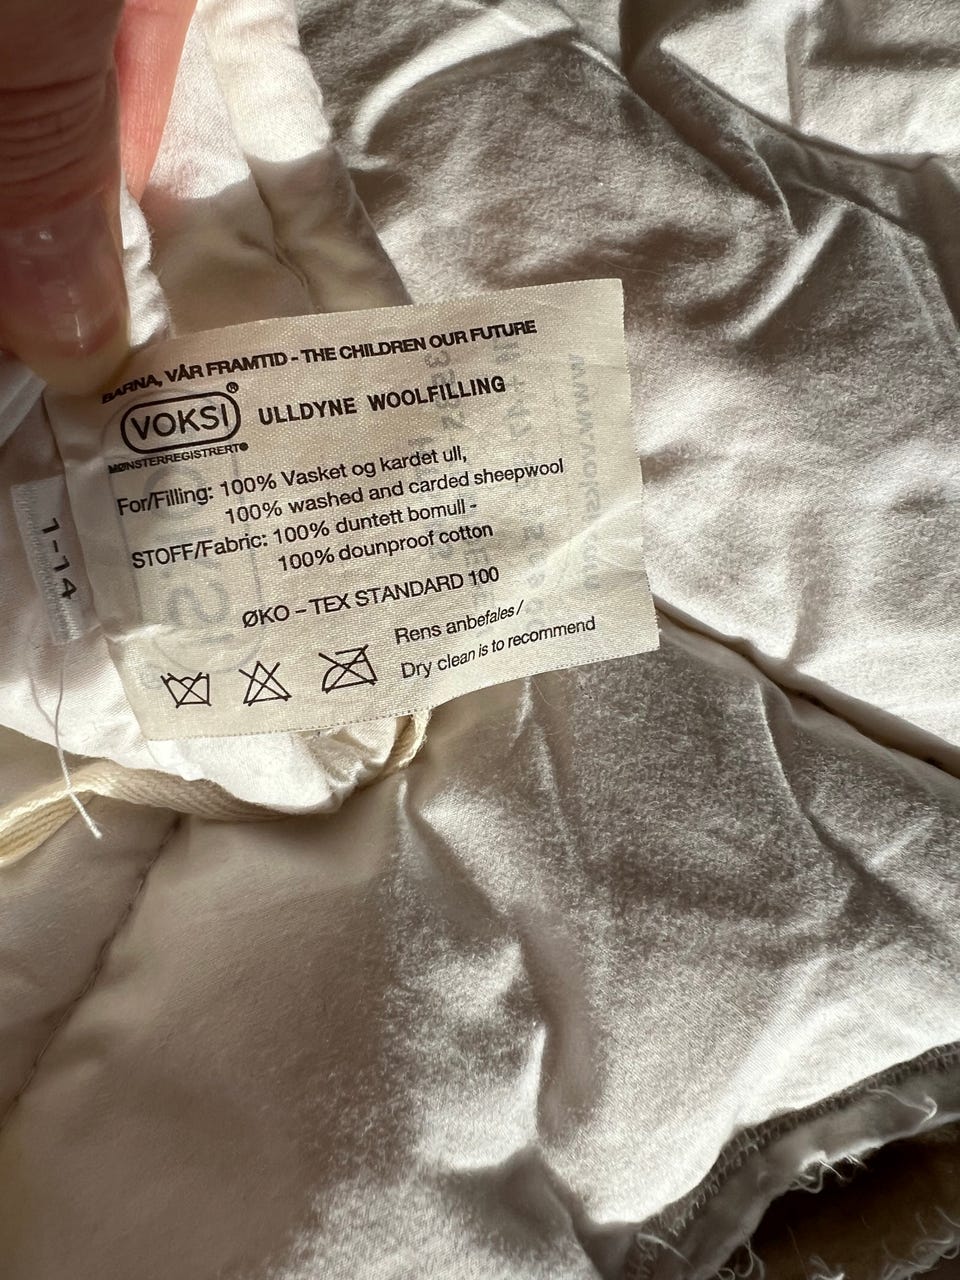 BARNA, VÅR FRAMTID - THE CHILDREN OUR FUTURE
VOKSI® ULLDYNE WOOLFILLING
MØNSTERREGISTRERT®
For/Filling: 100% Vasket og kardet ull,
100% washed and carded sheepwool
STOFF/Fabric: 100% duntett bomull -
100% dounproof cotton
ØKO - TEX STANDARD 100
Rens anbefales /
Dry clean is to recommend
1-14